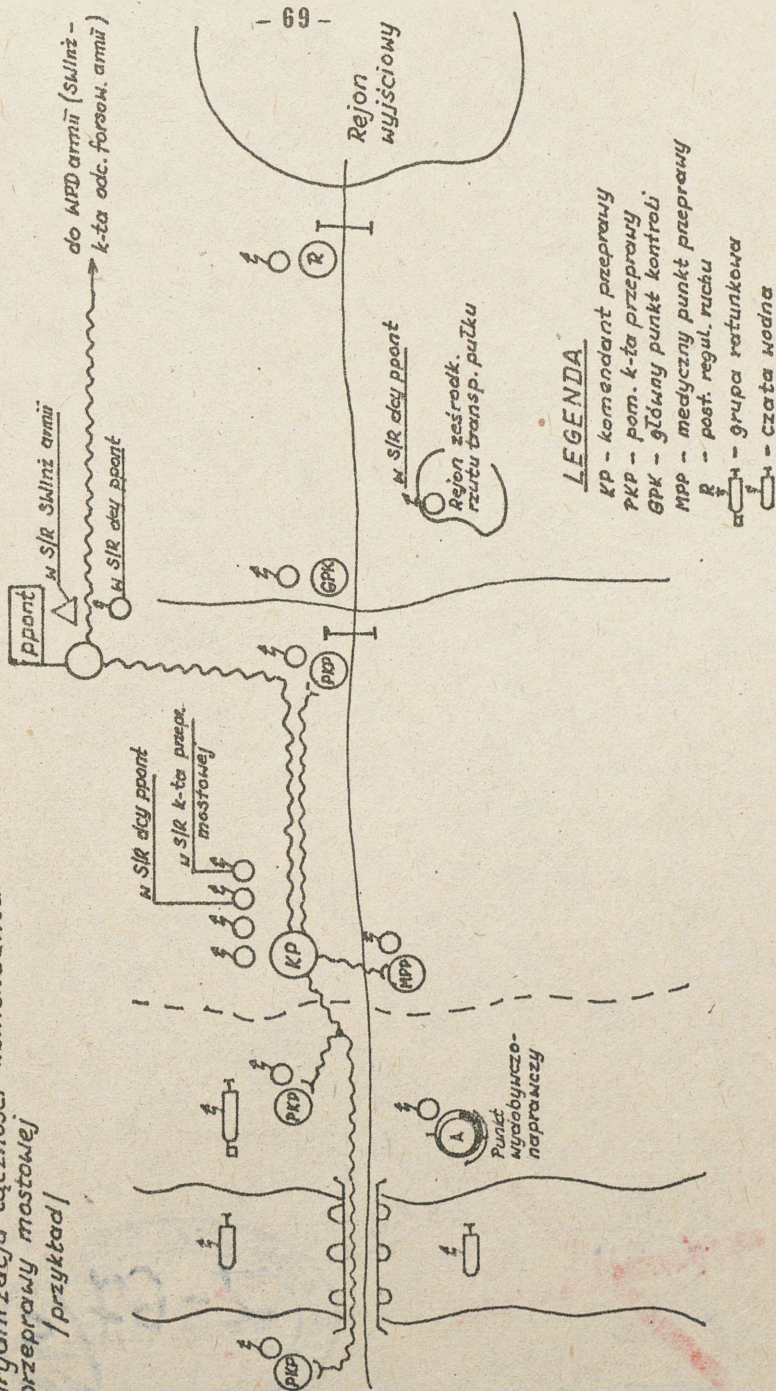 - 69 -
przeprawy mostowej
/przykład/
ppont
w S/R SWInż armii
w S/R dcy ppont
do WPD armii (SWInż -
k-ta odc. forsow. armii)
w S/R dcy ppont
w S/R k-ta przepr.
mostowej
PKP
PKP
KP
MPP
PKP
GPK
R
Rejon
wyjściowy
w S/R dcy ppont
Rejon ześrodk.
rzutu transp. pułku
A
Punkt
wydobywczo-
naprawczy
LEGENDA
KP - komendant przeprawy
PKP - pom. k-ta przeprawy
GPK - główny punkt kontroli
MPP - medyczny punkt przeprawy
R - post. regul. ruchu
- grupa ratunkowa
- czata wodna